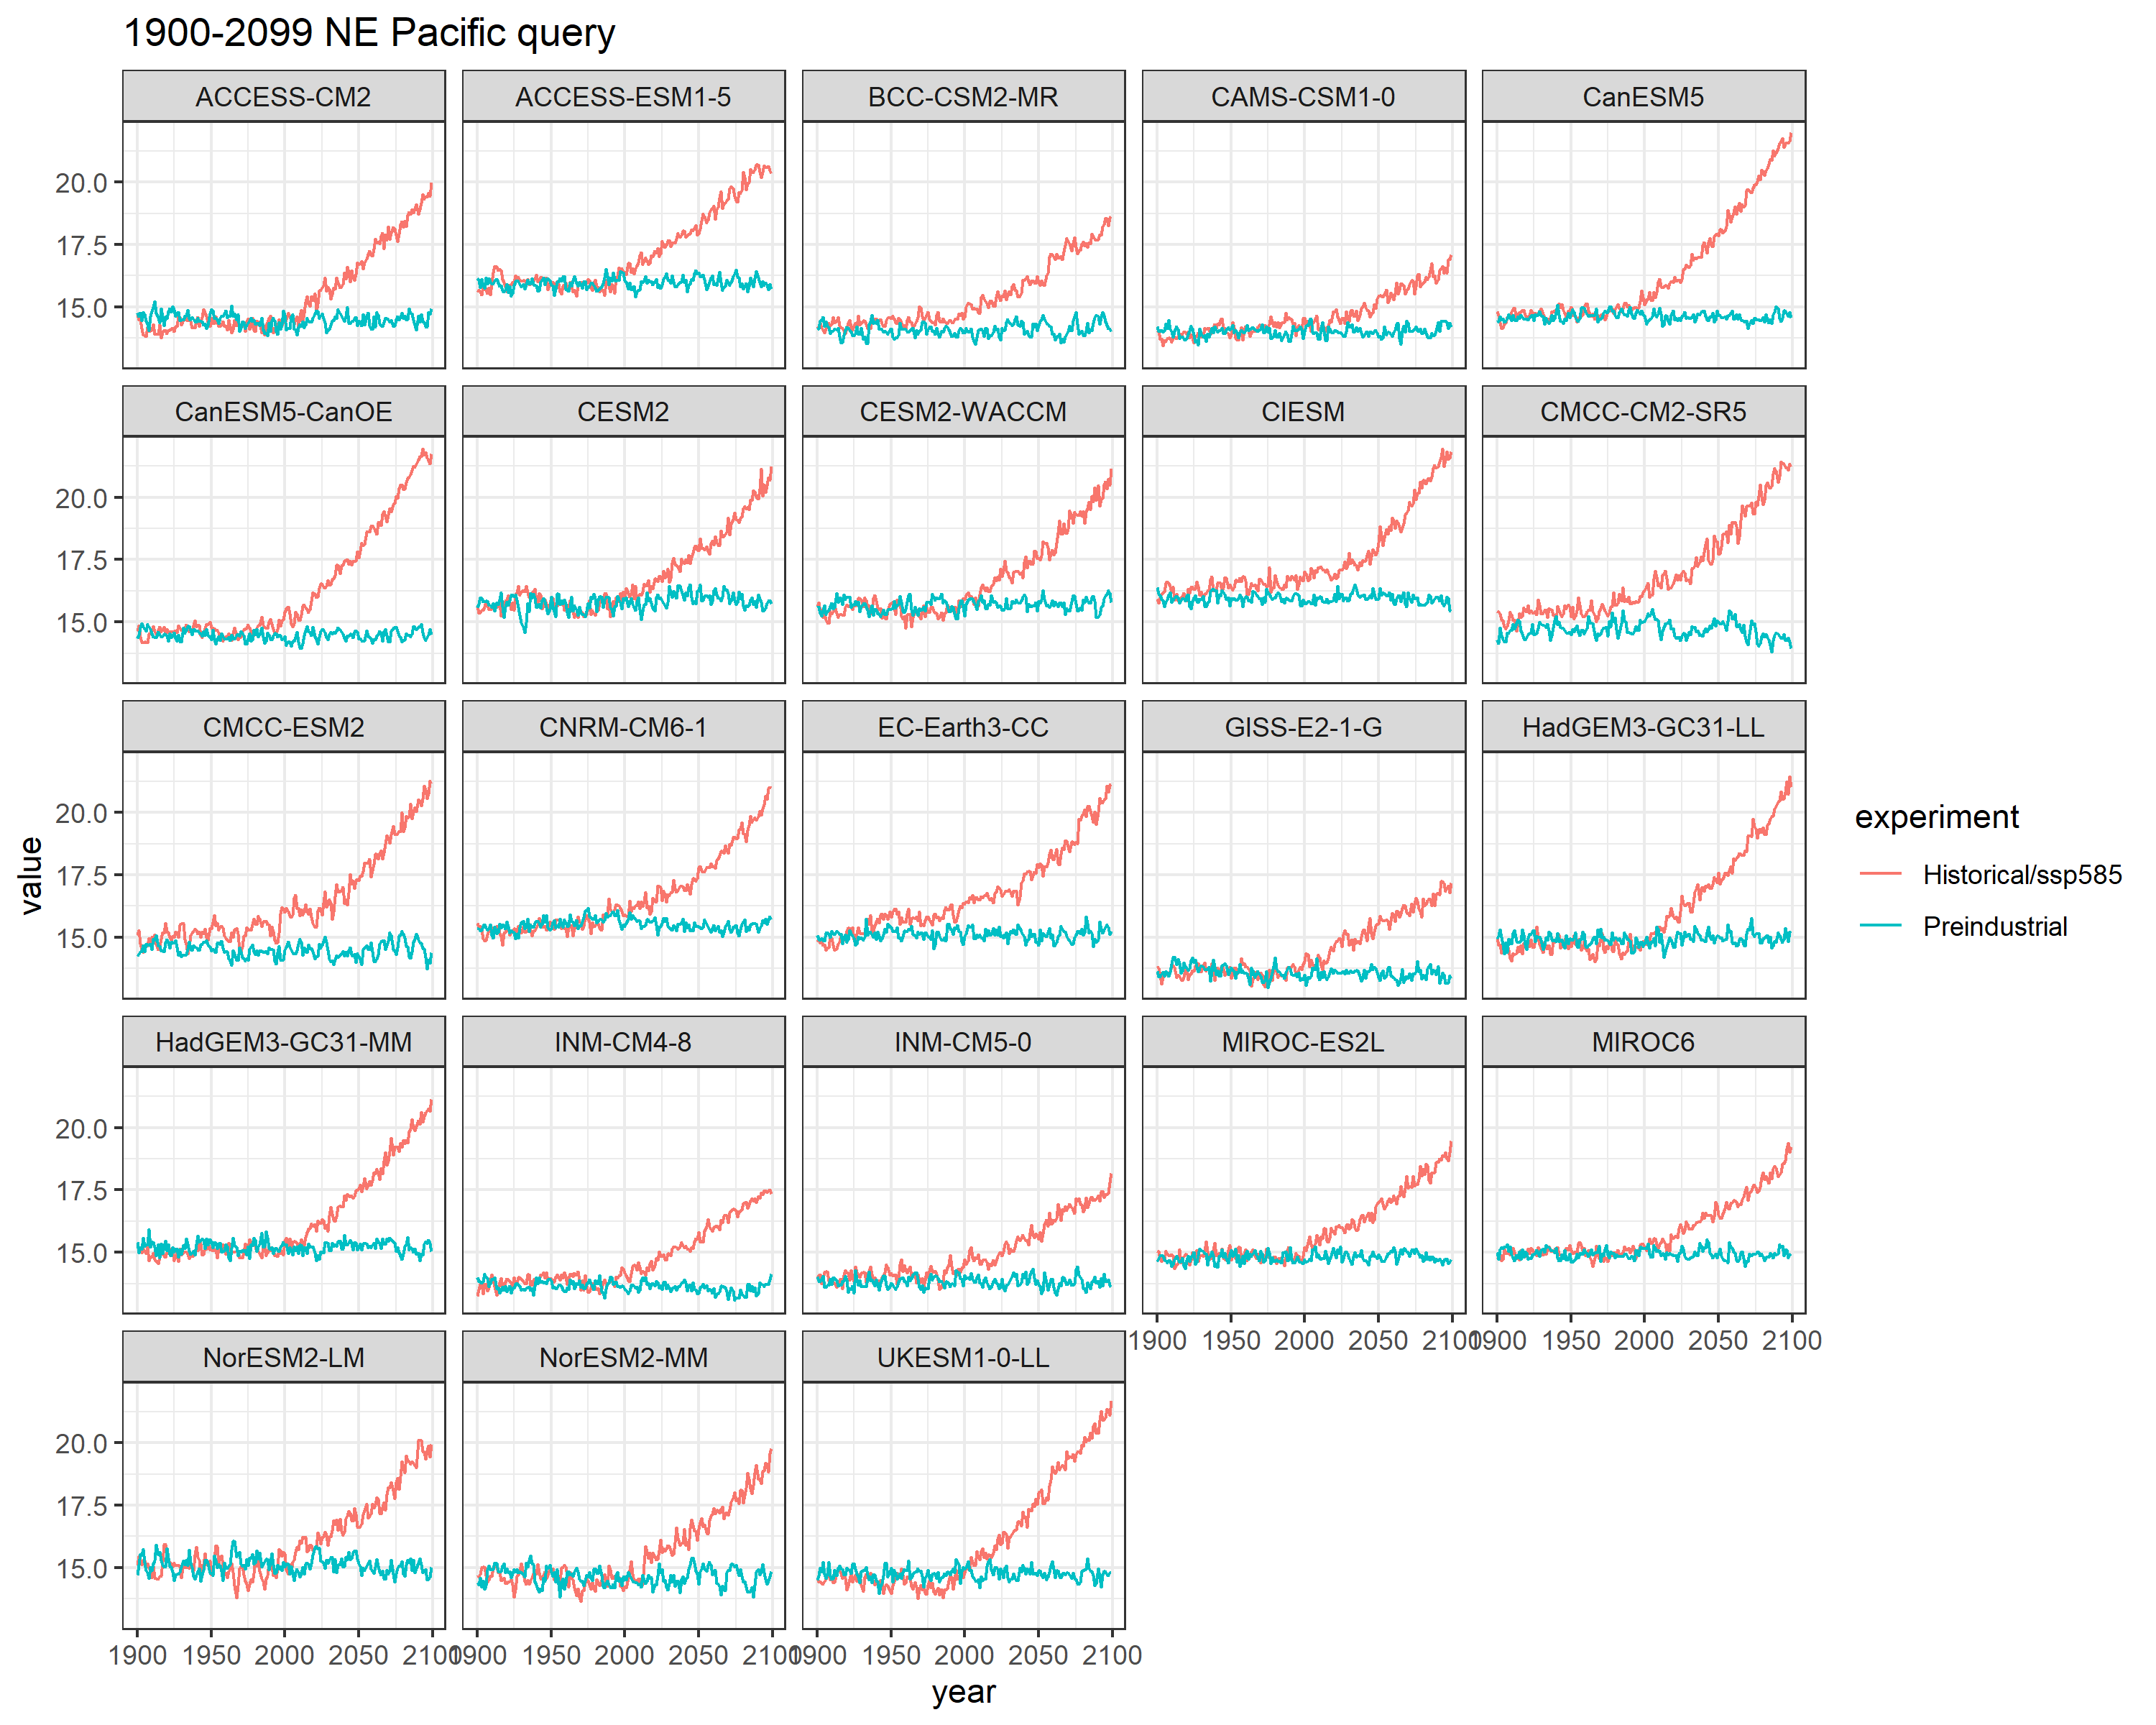 1900-2099 NE Pacific query
ACCESS-CM2 ACCESS-ESM1-5 BCC-CSM2-MR CAMS-CSM1-0 CanESM5
20.0
17.5
15.0
CanESM5-CanOE CESM2 CESM2-WACCM CIESM CMCC-CM2-SR5
20.0
17.5
15.0
CMCC-ESM2 CNRM-CM6-1 EC-Earth3-CC GISS-E2-1-G HadGEM3-GC31-LL
20.0
17.5
15.0
value
experiment
Historical/ssp585
Preindustrial
HadGEM3-GC31-MM INM-CM4-8 INM-CM5-0 MIROC-ES2L MIROC6
20.0
17.5
15.0
1900 1950 2000 2050 2100 1900 1950 2000 2050 2100
NorESM2-LM NorESM2-MM UKESM1-0-LL
20.0
17.5
15.0
1900 1950 2000 2050 2100 1900 1950 2000 2050 2100 1900 1950 2000 2050 2100
year